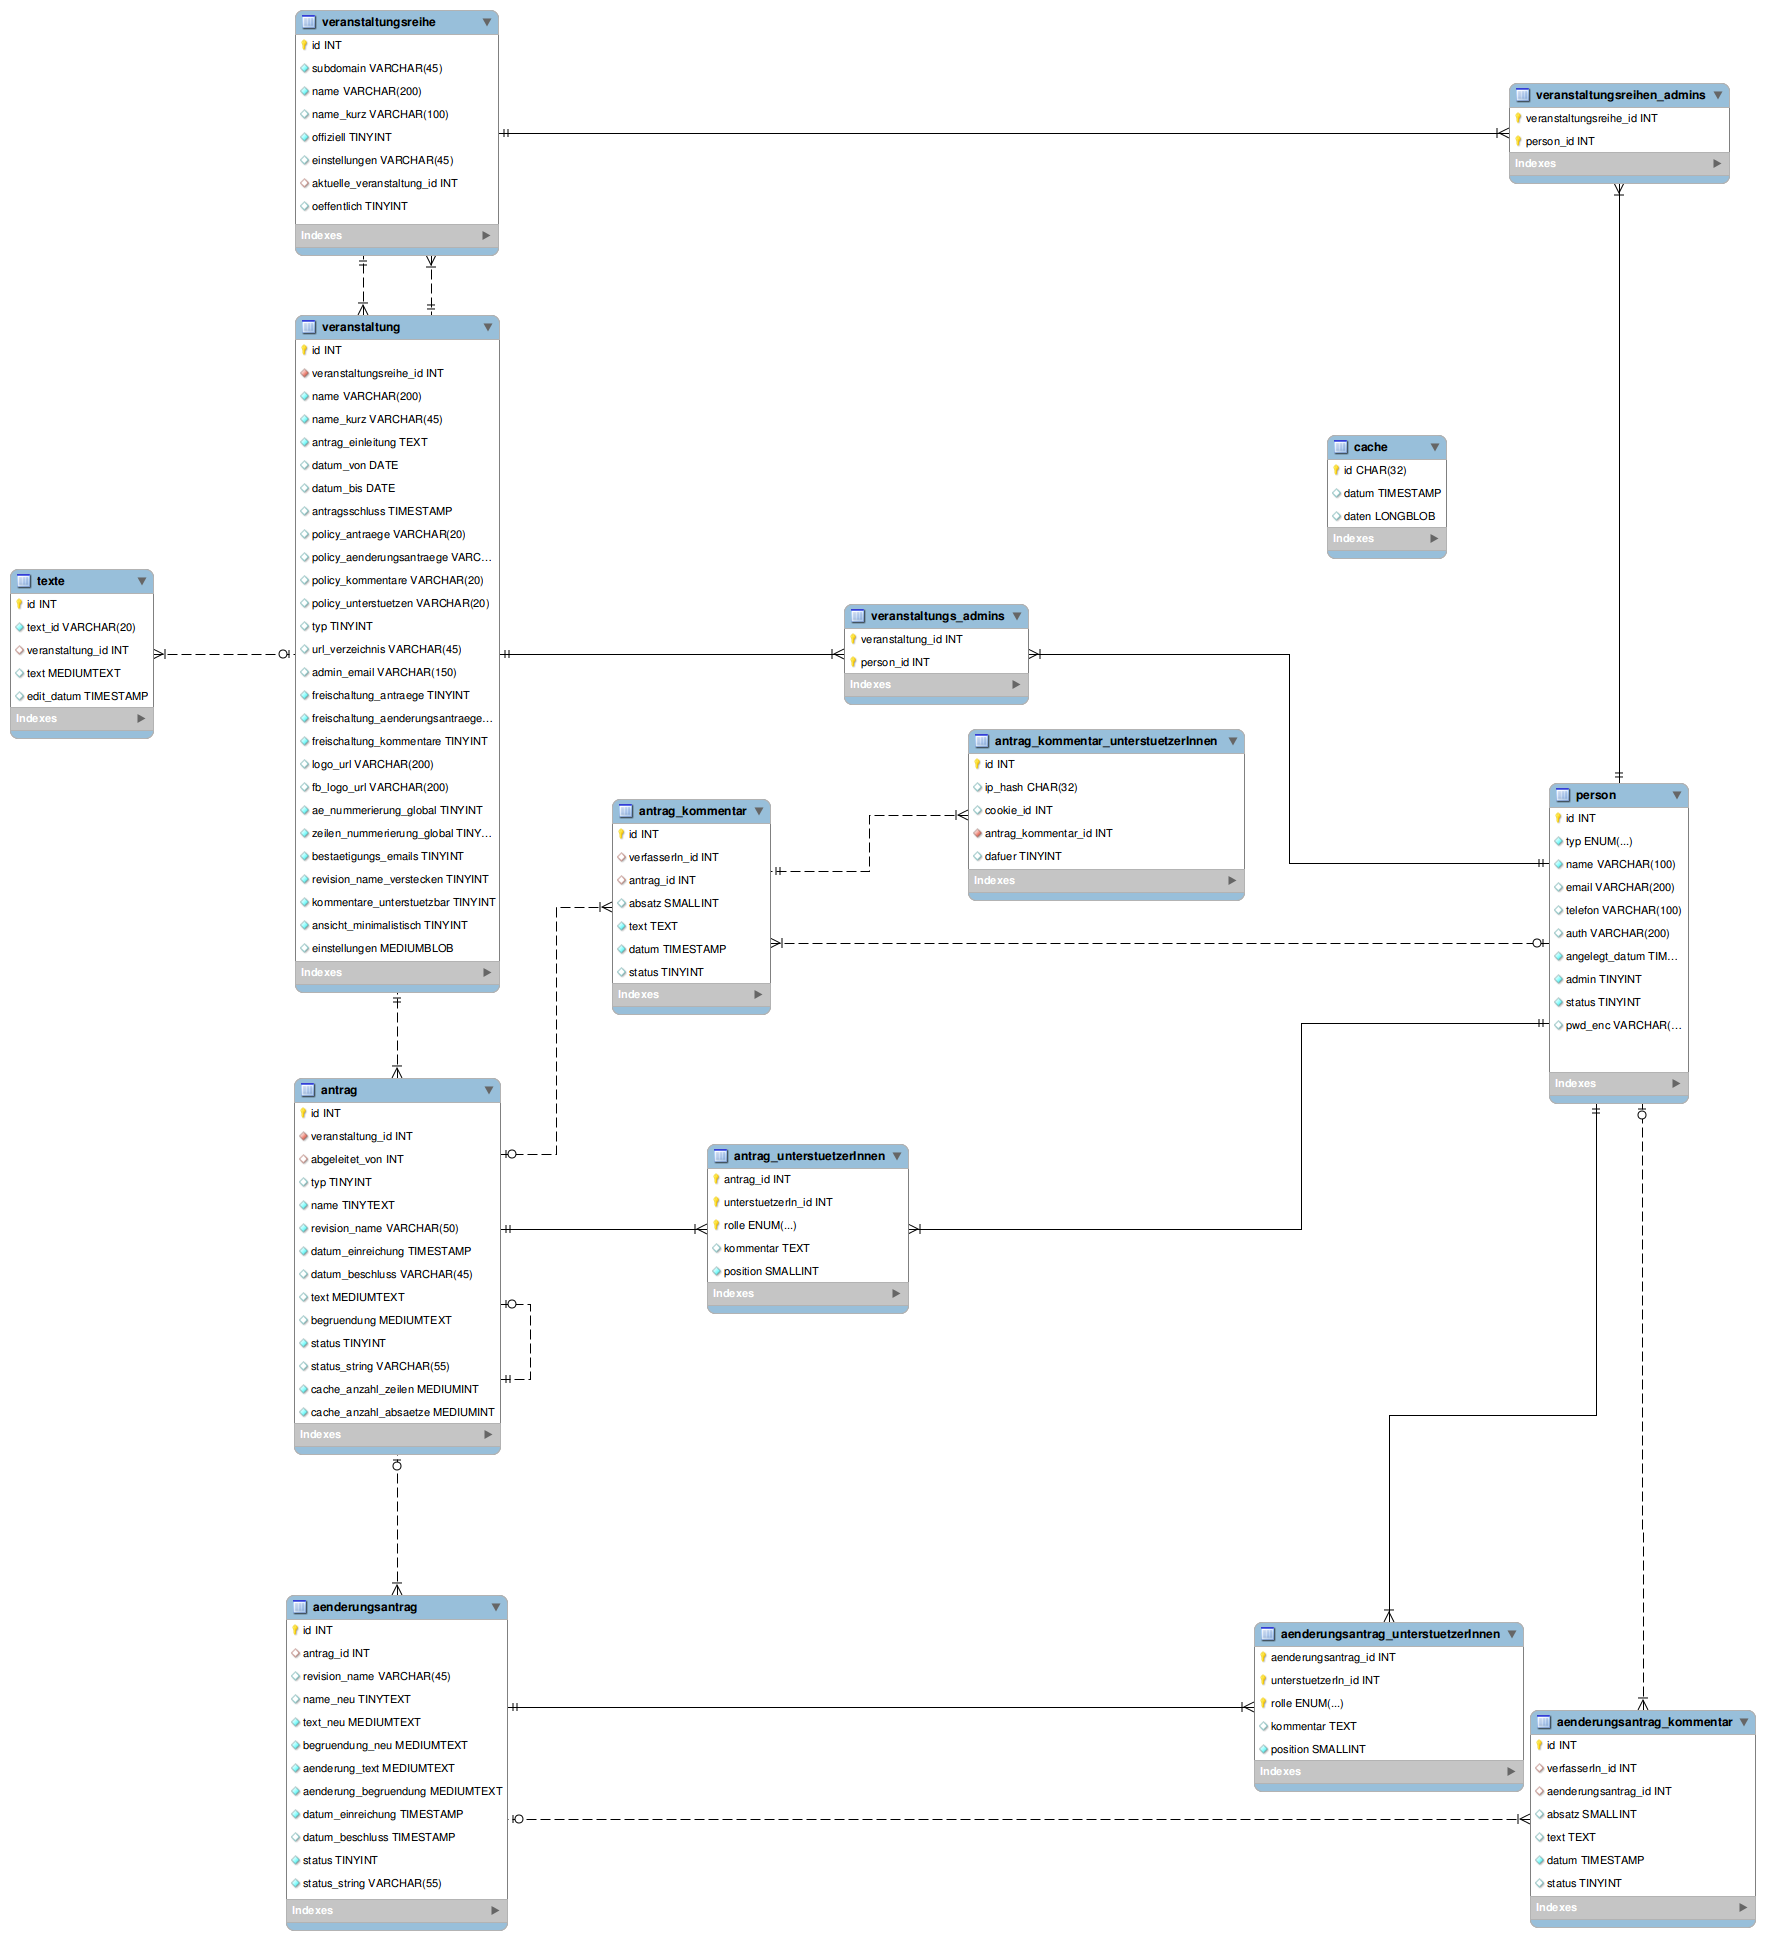 veranstaltungsreihe
id INT
subdomain VARCHAR(45)
name VARCHAR(200)
name_kurz VARCHAR(100)
offiziell TINYINT
einstellungen VARCHAR(45)
aktuelle_veranstaltung_id INT
oeffentlich TINYINT
Indexes
veranstaltungsreihen_admins
veranstaltungsreihe_id INT
person_id INT
Indexes
veranstaltung
id INT
veranstaltungsreihe_id INT
name VARCHAR(200)
name_kurz VARCHAR(45)
antrag_einleitung TEXT
datum_von DATE
datum_bis DATE
antragsschluss TIMESTAMP
policy_antraege VARCHAR(20)
policy_aenderungsantraege VARC...
policy_kommentare VARCHAR(20)
policy_unterstuetzen VARCHAR(20)
typ TINYINT
url_verzeichnis VARCHAR(45)
admin_email VARCHAR(150)
freischaltung_antraege TINYINT
freischaltung_aenderungsantraege...
freischaltung_kommentare TINYINT
logo_url VARCHAR(200)
fb_logo_url VARCHAR(200)
ae_nummerierung_global TINYINT
zeilen_nummerierung_global TINY...
bestaetigungs_emails TINYINT
revision_name_verstecken TINYINT
kommentare_unterstuetzbar TINYINT
ansicht_minimalistisch TINYINT
einstellungen MEDIUMBLOB
Indexes
cache
id CHAR(32)
datum TIMESTAMP
daten LONGBLOB
Indexes
texte
id INT
text_id VARCHAR(20)
veranstaltung_id INT
text MEDIUMTEXT
edit_datum TIMESTAMP
Indexes
veranstaltungs_admins
veranstaltung_id INT
person_id INT
Indexes
antrag_kommentar_unterstuetzerInnen
id INT
ip_hash CHAR(32)
cookie_id INT
antrag_kommentar_id INT
dafuer TINYINT
Indexes
antrag_kommentar
id INT
verfasserIn_id INT
antrag_id INT
absatz SMALLINT
text TEXT
datum TIMESTAMP
status TINYINT
Indexes
person
id INT
typ ENUM(...)
name VARCHAR(100)
email VARCHAR(200)
telefon VARCHAR(100)
auth VARCHAR(200)
angelegt_datum TIM...
admin TINYINT
status TINYINT
pwd_enc VARCHAR(...
Indexes
antrag
id INT
veranstaltung_id INT
abgeleitet_von INT
typ TINYINT
name TINYTEXT
revision_name VARCHAR(50)
datum_einreichung TIMESTAMP
datum_beschluss VARCHAR(45)
text MEDIUMTEXT
begruendung MEDIUMTEXT
status TINYINT
status_string VARCHAR(55)
cache_anzahl_zeilen MEDIUMINT
cache_anzahl_absaetze MEDIUMINT
Indexes
antrag_unterstuetzerInnen
antrag_id INT
unterstuetzerIn_id INT
rolle ENUM(...)
kommentar TEXT
position SMALLINT
Indexes
aenderungsantrag
id INT
antrag_id INT
revision_name VARCHAR(45)
name_neu TINYTEXT
text_neu MEDIUMTEXT
begruendung_neu MEDIUMTEXT
aenderung_text MEDIUMTEXT
aenderung_begruendung MEDIUMTEXT
datum_einreichung TIMESTAMP
datum_beschluss TIMESTAMP
status TINYINT
status_string VARCHAR(55)
Indexes
aenderungsantrag_unterstuetzerInnen
aenderungsantrag_id INT
unterstuetzerIn_id INT
rolle ENUM(...)
kommentar TEXT
position SMALLINT
Indexes
aenderungsantrag_kommentar
id INT
verfasserIn_id INT
aenderungsantrag_id INT
absatz SMALLINT
text TEXT
datum TIMESTAMP
status TINYINT
Indexes